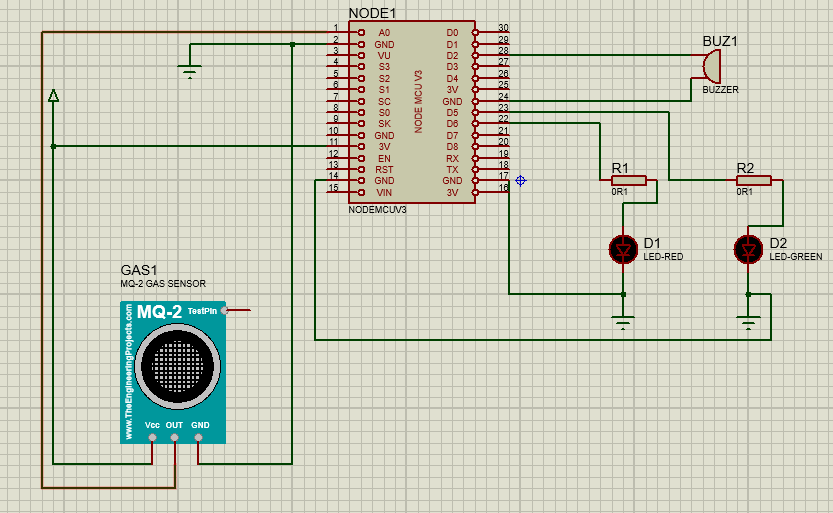 NODE1
1 A0 D0 30
2 GND D1 29
3 VU D2 28
4 S3 D3 27
5 S2 D4 26
6 S1 3V 25
7 SC GND 24
8 S0 D5 23
9 SK D6 22
10 GND D7 21
11 3V D8 20
12 EN RX 19
13 RST TX 18
14 GND GND 17
15 VIN 3V 16
NODE MCU V3
NODEMCUV3
BUZ1
BUZZER
R1
0R1
R2
0R1
D1
LED-RED
D2
LED-GREEN
GAS1
MQ-2 GAS SENSOR
MQ-2 TestPin
www.TheEngineeringProjects.com
Vcc OUT GND